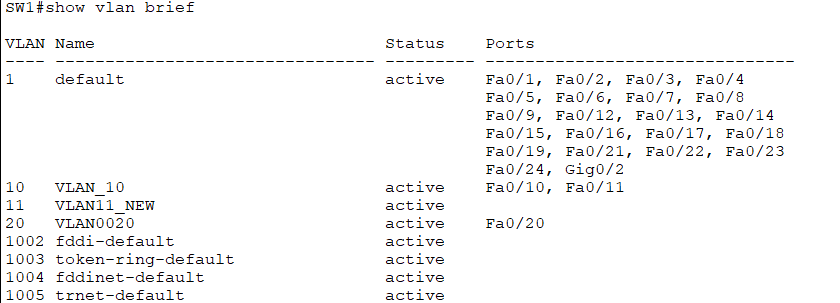 SW1#show vlan brief
VLAN Name Status Ports
---- -------------------------------- --------- -------------------------------
1 default active Fa0/1, Fa0/2, Fa0/3, Fa0/4
Fa0/5, Fa0/6, Fa0/7, Fa0/8
Fa0/9, Fa0/12, Fa0/13, Fa0/14
Fa0/15, Fa0/16, Fa0/17, Fa0/18
Fa0/19, Fa0/21, Fa0/22, Fa0/23
Fa0/24, Gig0/2
10 VLAN_10 active Fa0/10, Fa0/11
11 VLAN11_NEW active
20 VLAN0020 active Fa0/20
1002 fddi-default active
1003 token-ring-default active
1004 fddinet-default active
1005 trnet-default active